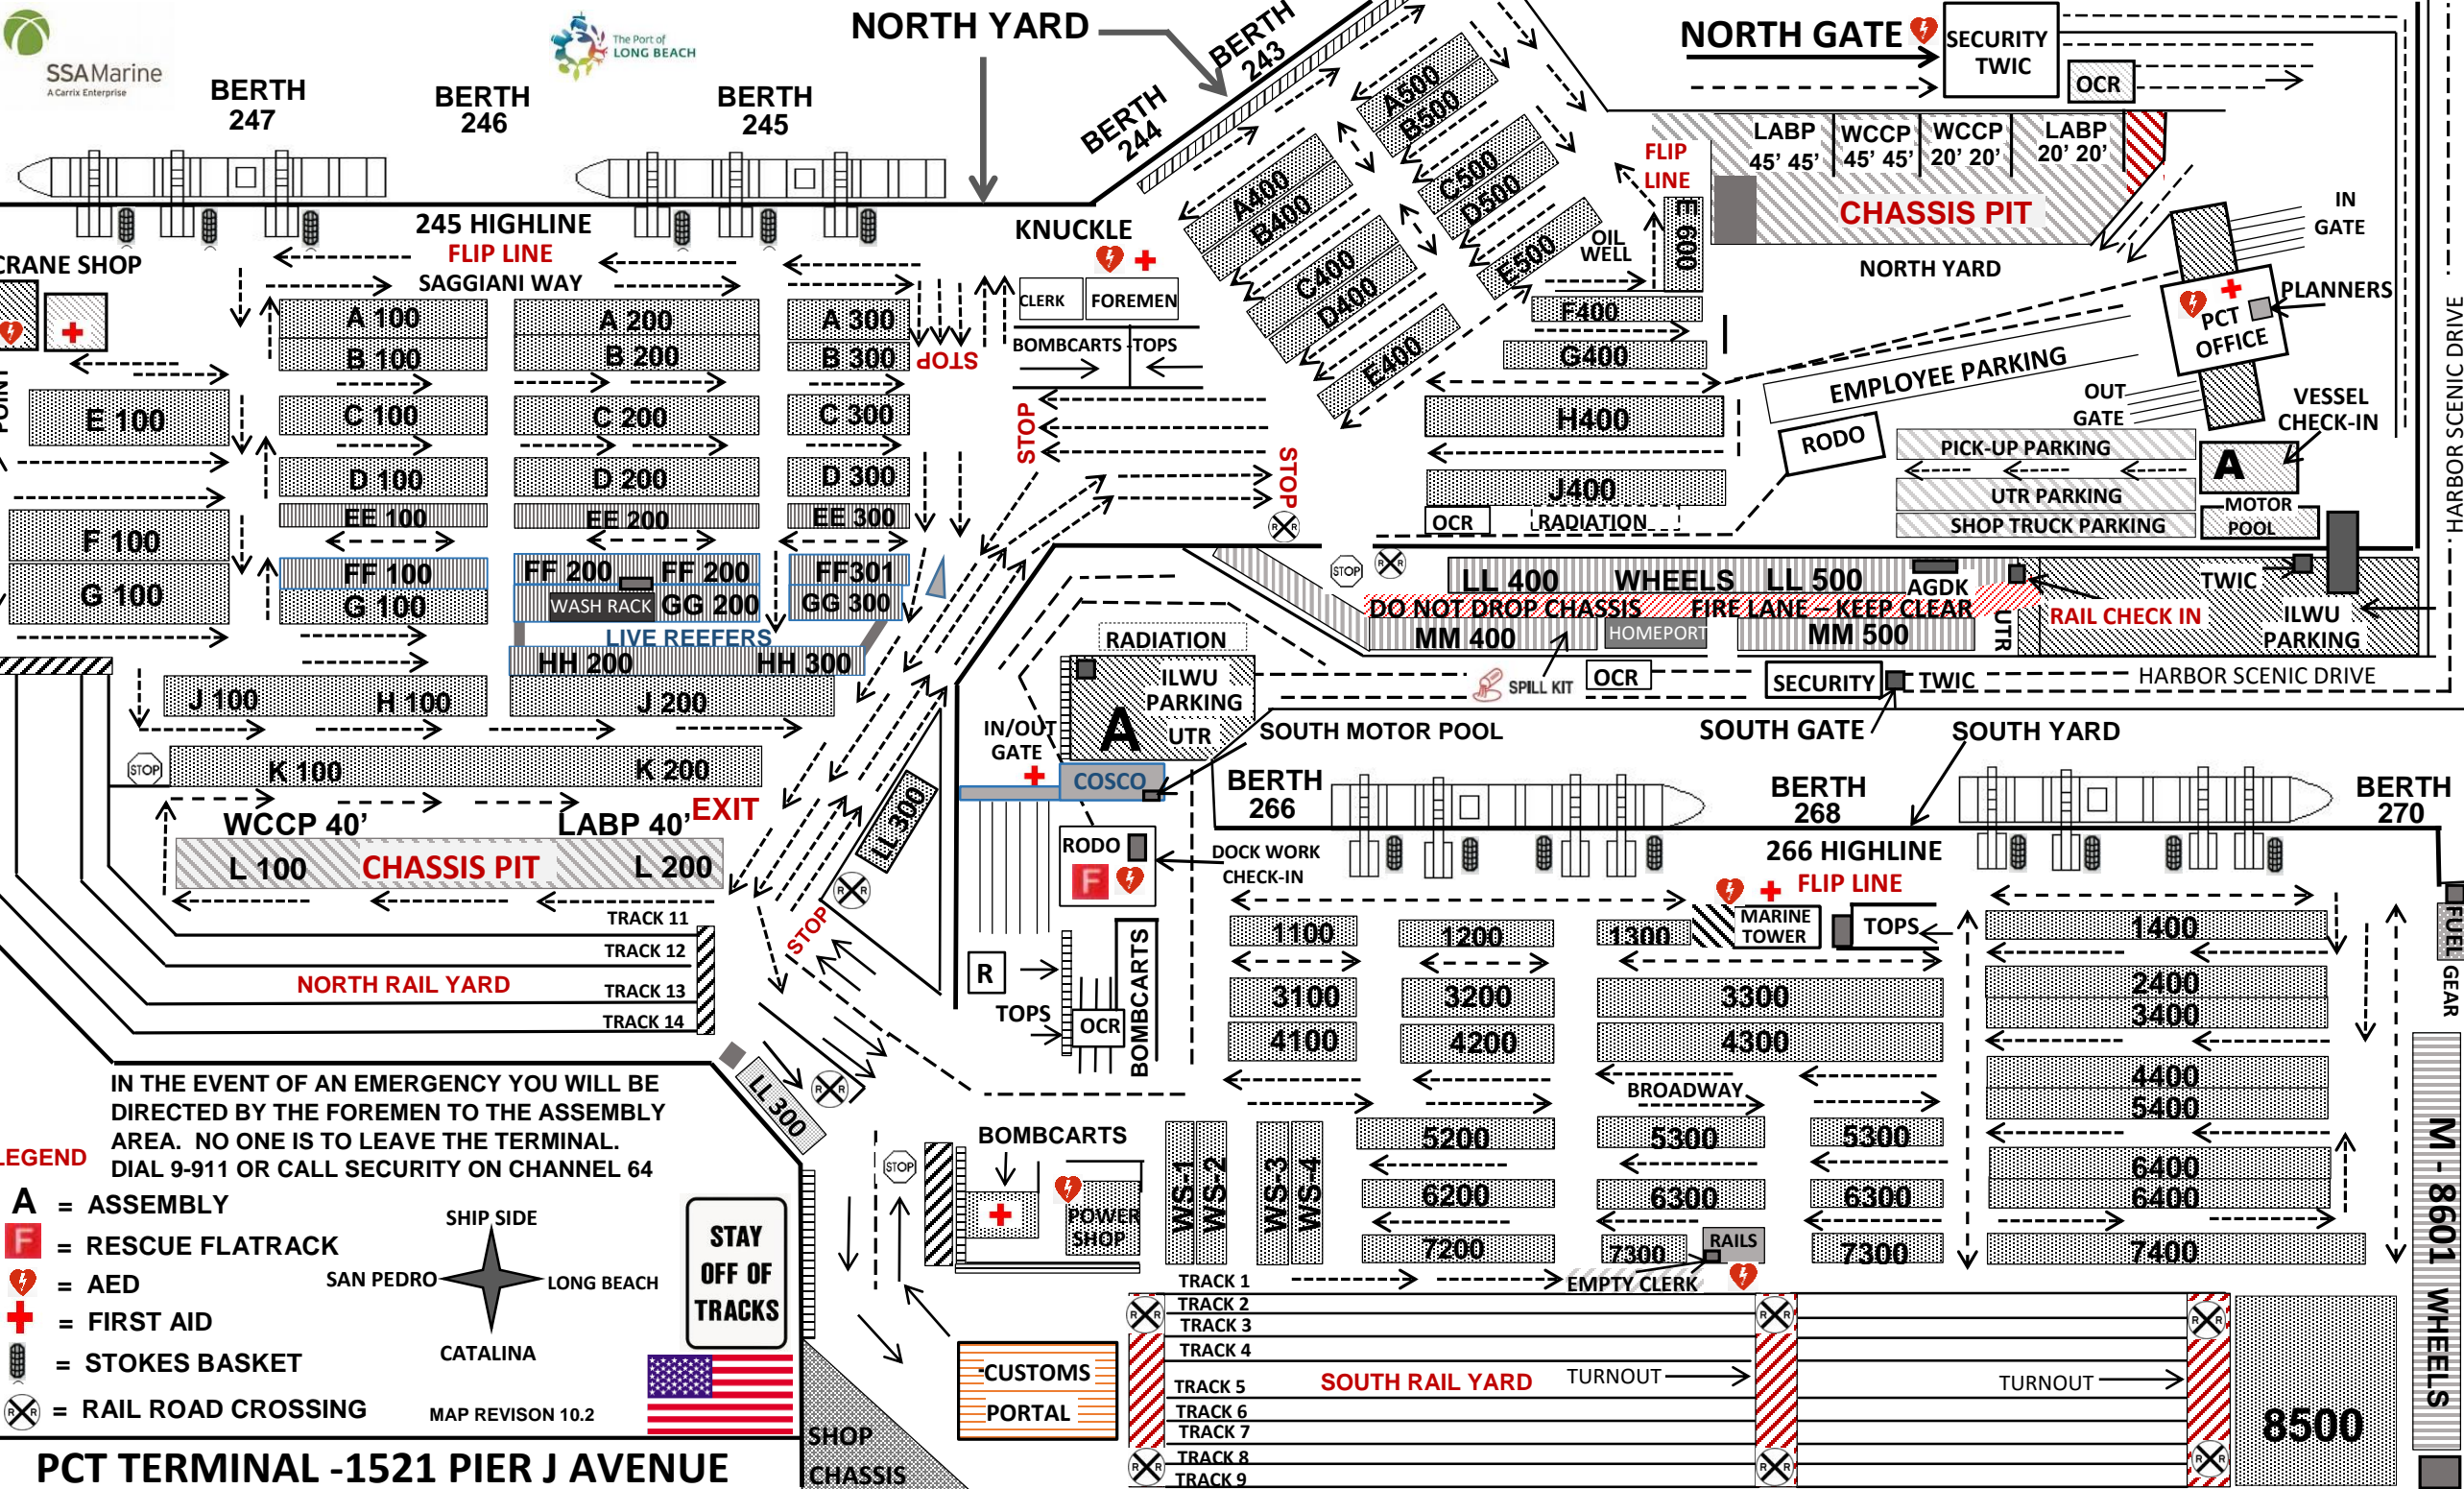 SSAMarine
A Carrix Enterprise
The Port of
LONG BEACH
NORTH YARD
BERTH
247
BERTH
246
BERTH
245
BERTH
244
BERTH
243
NORTH GATE
SECURITY
TWIC
OCR
LABP
45’ 45’
WCCP
45’ 45’
WCCP
20’ 20’
LABP
20’ 20’
FLIP
LINE
CHASSIS PIT
NORTH YARD
IN
GATE
PLANNERS
PCT
OFFICE
OUT
GATE
VESSEL
CHECK-IN
EMPLOYEE PARKING
RODO
PICK-UP PARKING
UTR PARKING
SHOP TRUCK PARKING
A
MOTOR
POOL
HARBOR SCENIC DRIVE
245 HIGHLINE
FLIP LINE
SAGGIANI WAY
CRANE SHOP
POINT
KNUCKLE
CLERK
FOREMEN
BOMBCARTS
TOPS
STOP
STOP
STOP
A 100
B 100
C 100
D 100
EE 100
FF 100
G 100
E 100
F 100
G 100
A 200
B 200
C 200
D 200
EE 200
FF 200
FF 200
WASH RACK
GG 200
A 300
B 300
C 300
D 300
EE 300
FF301
GG 300
LIVE REEFERS
HH 200
HH 300
J 100
H 100
J 200
K 100
K 200
STOP
EXIT
WCCP 40’
LABP 40’
L 100
CHASSIS PIT
L 200
A400
B400
C400
D400
E400
A500
B500
C500
D500
E500
E 600
OIL
WELL
F400
G400
H400
J400
OCR
RADIATION
STOP
LL 400
WHEELS
LL 500
AGDK
DO NOT DROP CHASSIS
FIRE LANE – KEEP CLEAR
MM 400
HOMEPORT
MM 500
UTR
RAIL CHECK IN
TWIC
ILWU
PARKING
SPILL KIT
OCR
SECURITY
TWIC
HARBOR SCENIC DRIVE
SOUTH GATE
SOUTH YARD
RADIATION
ILWU
PARKING
A
UTR
IN/OUT
GATE
SOUTH MOTOR POOL
COSCO
RODO
F
DOCK WORK
CHECK-IN
R
TOPS
OCR
BOMBCARTS
LL300
STOP
TRACK 11
TRACK 12
TRACK 13
TRACK 14
NORTH RAIL YARD
LL 300
BERTH
266
BERTH
268
BERTH
270
266 HIGHLINE
FLIP LINE
MARINE
TOWER
TOPS
1100
1200
1300
1400
2400
3100
3200
3300
3400
4100
4200
4300
4400
5400
BROADWAY
5200
5300
5300
6200
6300
6300
6400
6400
7200
7300
RAILS
7300
7400
EMPTY CLERK
FUEL
GEAR
M - 8601 WHEELS
WS-1
WS-2
WS-3
WS-4
STOP
BOMBCARTS
POWER
SHOP
CUSTOMS
PORTAL
TRACK 1
TRACK 2
TRACK 3
TRACK 4
TRACK 5
TRACK 6
TRACK 7
TRACK 8
TRACK 9
SOUTH RAIL YARD
TURNOUT
TURNOUT
8500
SHOP
CHASSIS
IN THE EVENT OF AN EMERGENCY YOU WILL BE
DIRECTED BY THE FOREMEN TO THE ASSEMBLY
AREA. NO ONE IS TO LEAVE THE TERMINAL.
DIAL 9-911 OR CALL SECURITY ON CHANNEL 64
LEGEND
A = ASSEMBLY
F = RESCUE FLATRACK
= AED
= FIRST AID
= STOKES BASKET
= RAIL ROAD CROSSING
SHIP SIDE
SAN PEDRO
LONG BEACH
CATALINA
MAP REVISON 10.2
STAY
OFF OF
TRACKS
PCT TERMINAL -1521 PIER J AVENUE